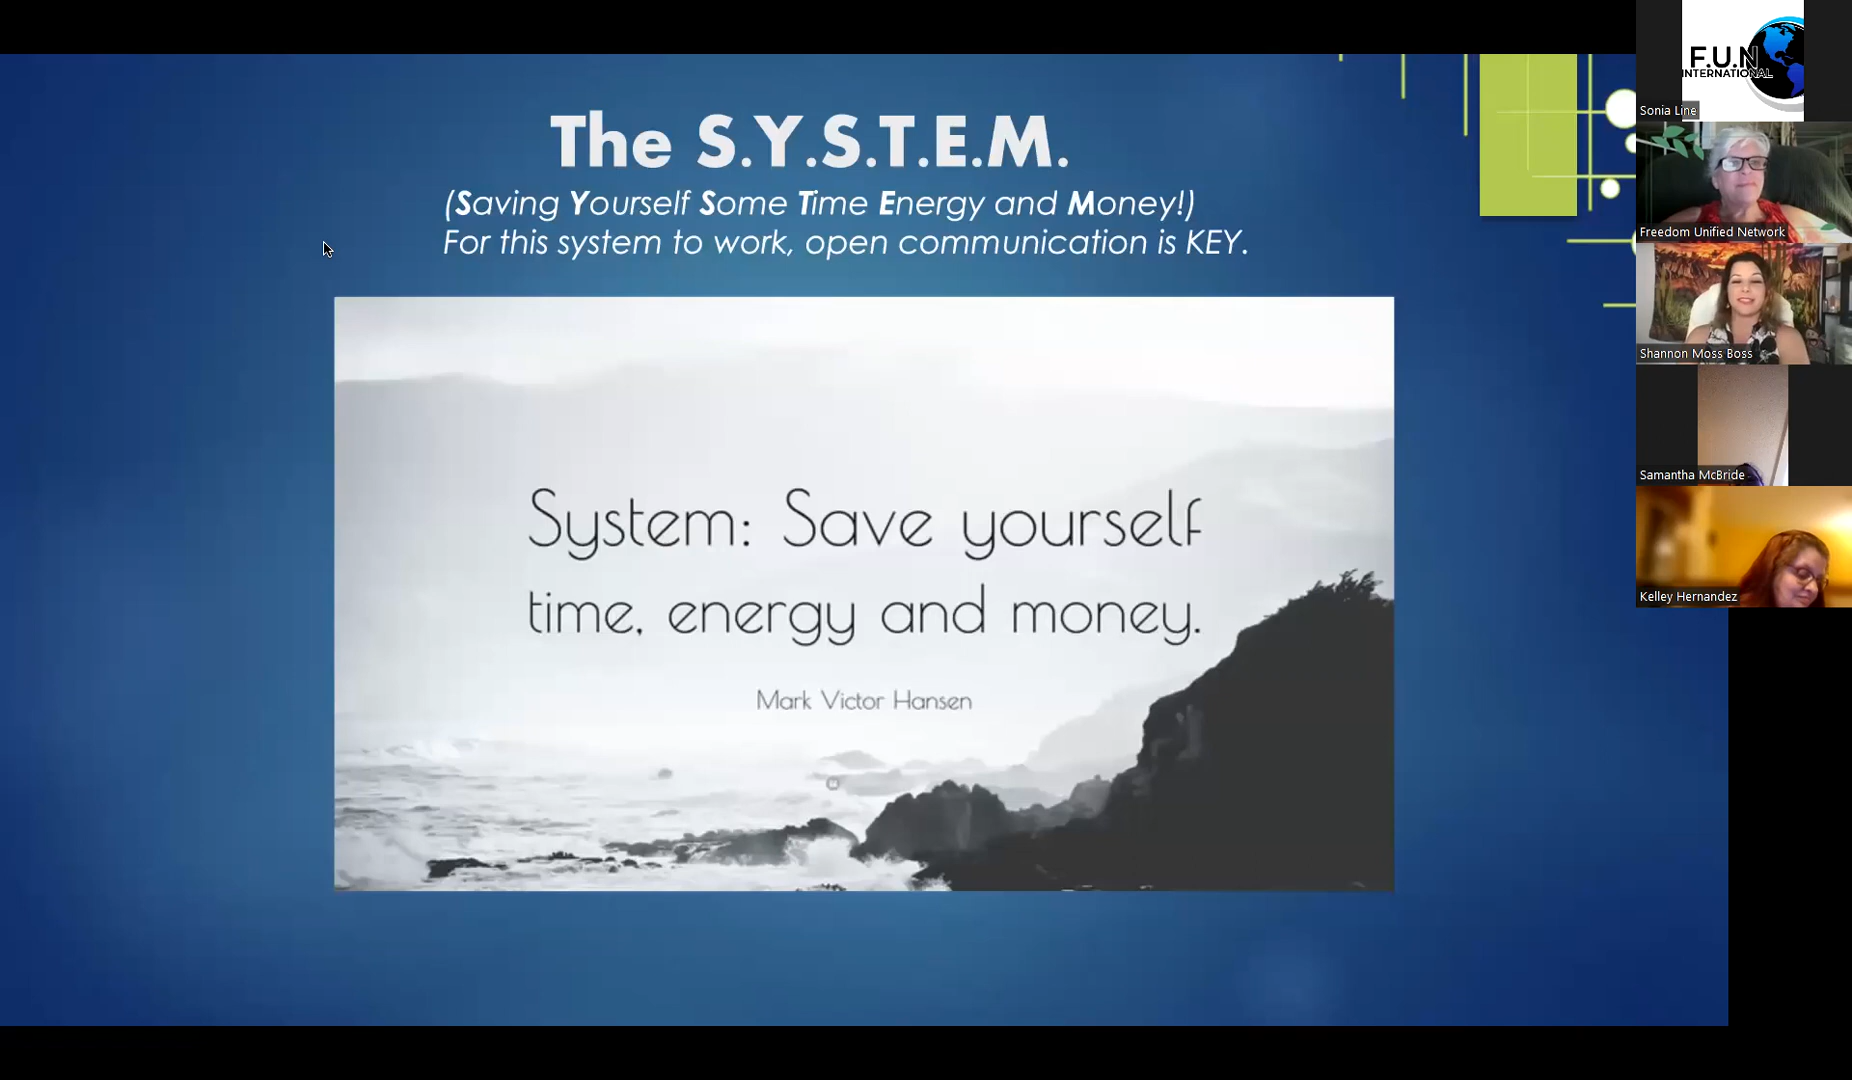 The S.Y.S.T.E.M.
(Saving Yourself Some Time Energy and Money!)
For this system to work, open communication is KEY.
System: Save yourself
time, energy and money.
Mark Victor Hansen
F.U.N
INTERNATIONAL
Sonia Line
Freedom Unified Network
Shannon Moss Boss
Samantha McBride
Kelley Hernandez